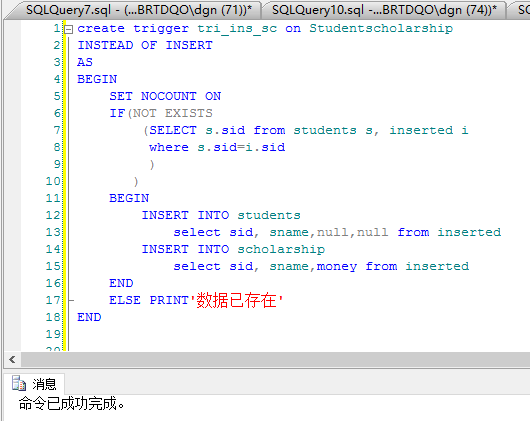 SQLQuery7.sql - (...BRTDQO\dgn (71))* SQLQuery10.sql -...BRTDQO\dgn (74))* SC
1 create trigger tri_ins_sc on Studentscholarship
2 INSTEAD OF INSERT
3 AS
4 BEGIN
5 SET NOCOUNT ON
6 IF(NOT EXISTS
7 (SELECT s.sid from students s, inserted i
8 where s.sid=i.sid
9 )
10 )
11 BEGIN
12 INSERT INTO students
13 select sid, sname,null,null from inserted
14 INSERT INTO scholarship
15 select sid, sname,money from inserted
16 END
17 ELSE PRINT'数据已存在'
18 END
19
20
消息
命令已成功完成。